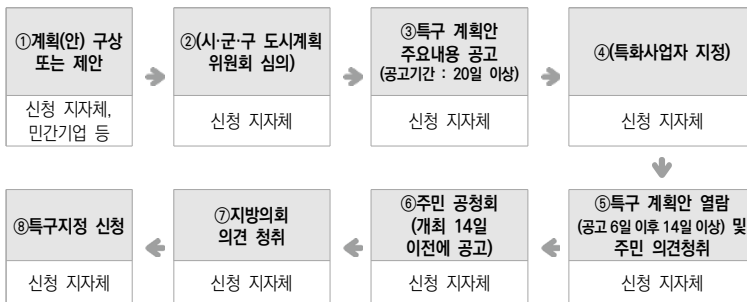 ①계획(안) 구상
또는 제안
신청 지자체,
민간기업 등
②(시·군·구 도시계획
위원회 심의)
신청 지자체
③특구 계획안
주요내용 공고
(공고기간 : 20일 이상)
신청 지자체
④(특화사업자 지정)
신청 지자체
⑤특구 계획안 열람
(공고 6일 이후 14일 이상) 및
주민 의견청취
신청 지자체
⑥주민 공청회
(개최 14일
이전에 공고)
신청 지자체
⑦지방의회
의견 청취
신청 지자체
⑧특구지정 신청
신청 지자체